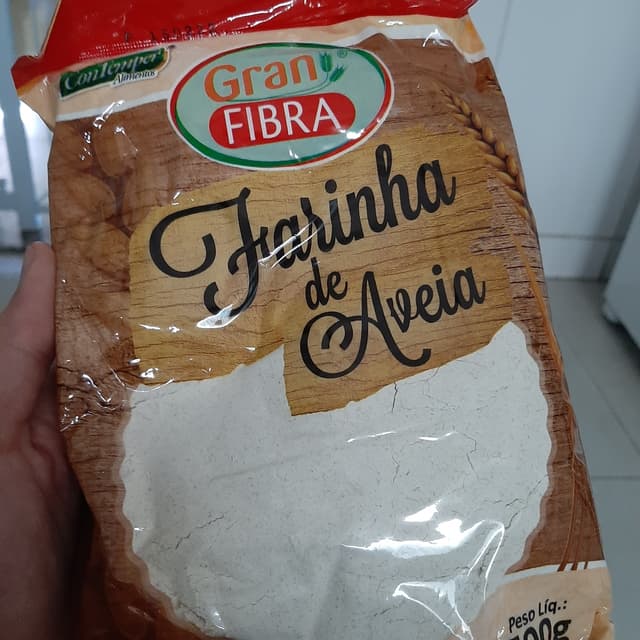 ConTemper
Alimentos
Gran
FIBRA
Farinha
de
Aveia
Peso Líq.: